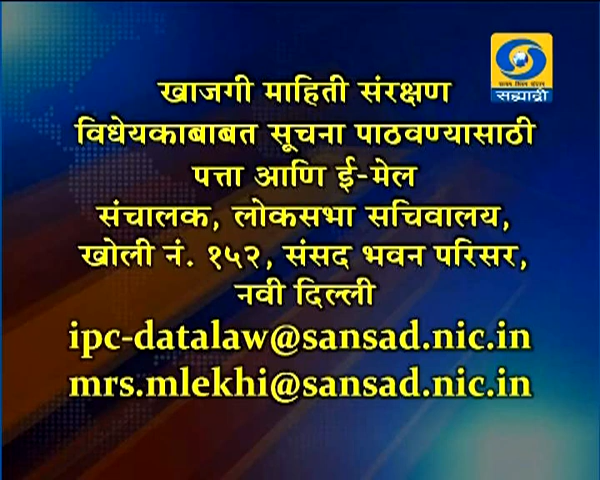 सह्याद्री
खाजगी माहिती संरक्षण
विधेयकाबाबत सूचना पाठवण्यासाठी
पत्ता आणि ई-मेल
संचालक, लोकसभा सचिवालय,
खोली नं. १५२, संसद भवन परिसर,
नवी दिल्ली
ipc-datalaw@sansad.nic.in
mrs.mlekhi@sansad.nic.in